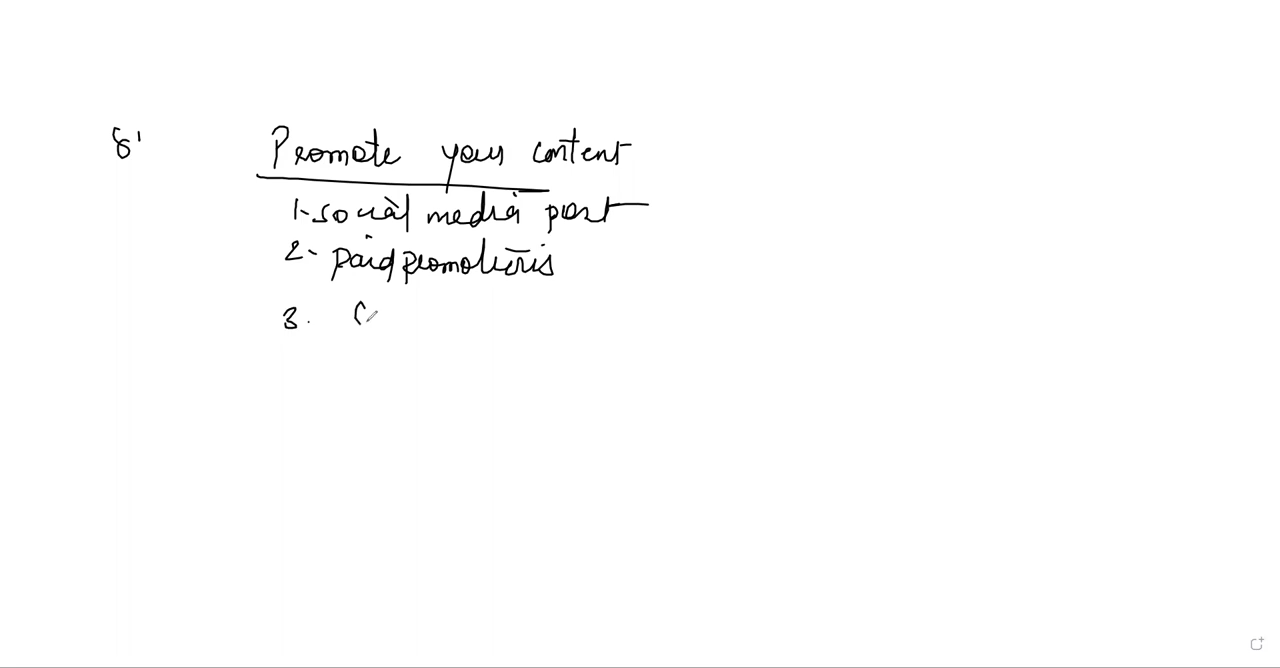 8' Promote your content
1-social media post
2- paid promotions
3.